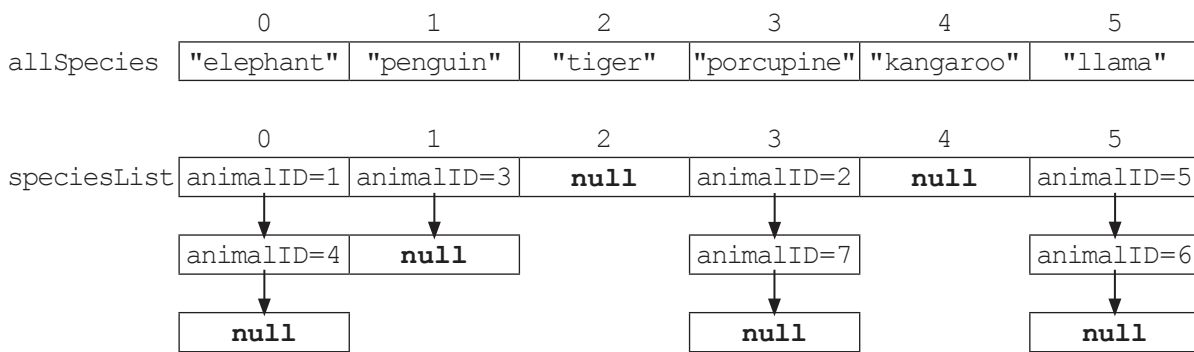 0 1 2 3 4 5
allSpecies "elephant" "penguin" "tiger" "porcupine" "kangaroo" "llama"
0 1 2 3 4 5
speciesList animalID=1 animalID=3 null animalID=2 null animalID=5
animalID=4 null animalID=7 animalID=6
null null null